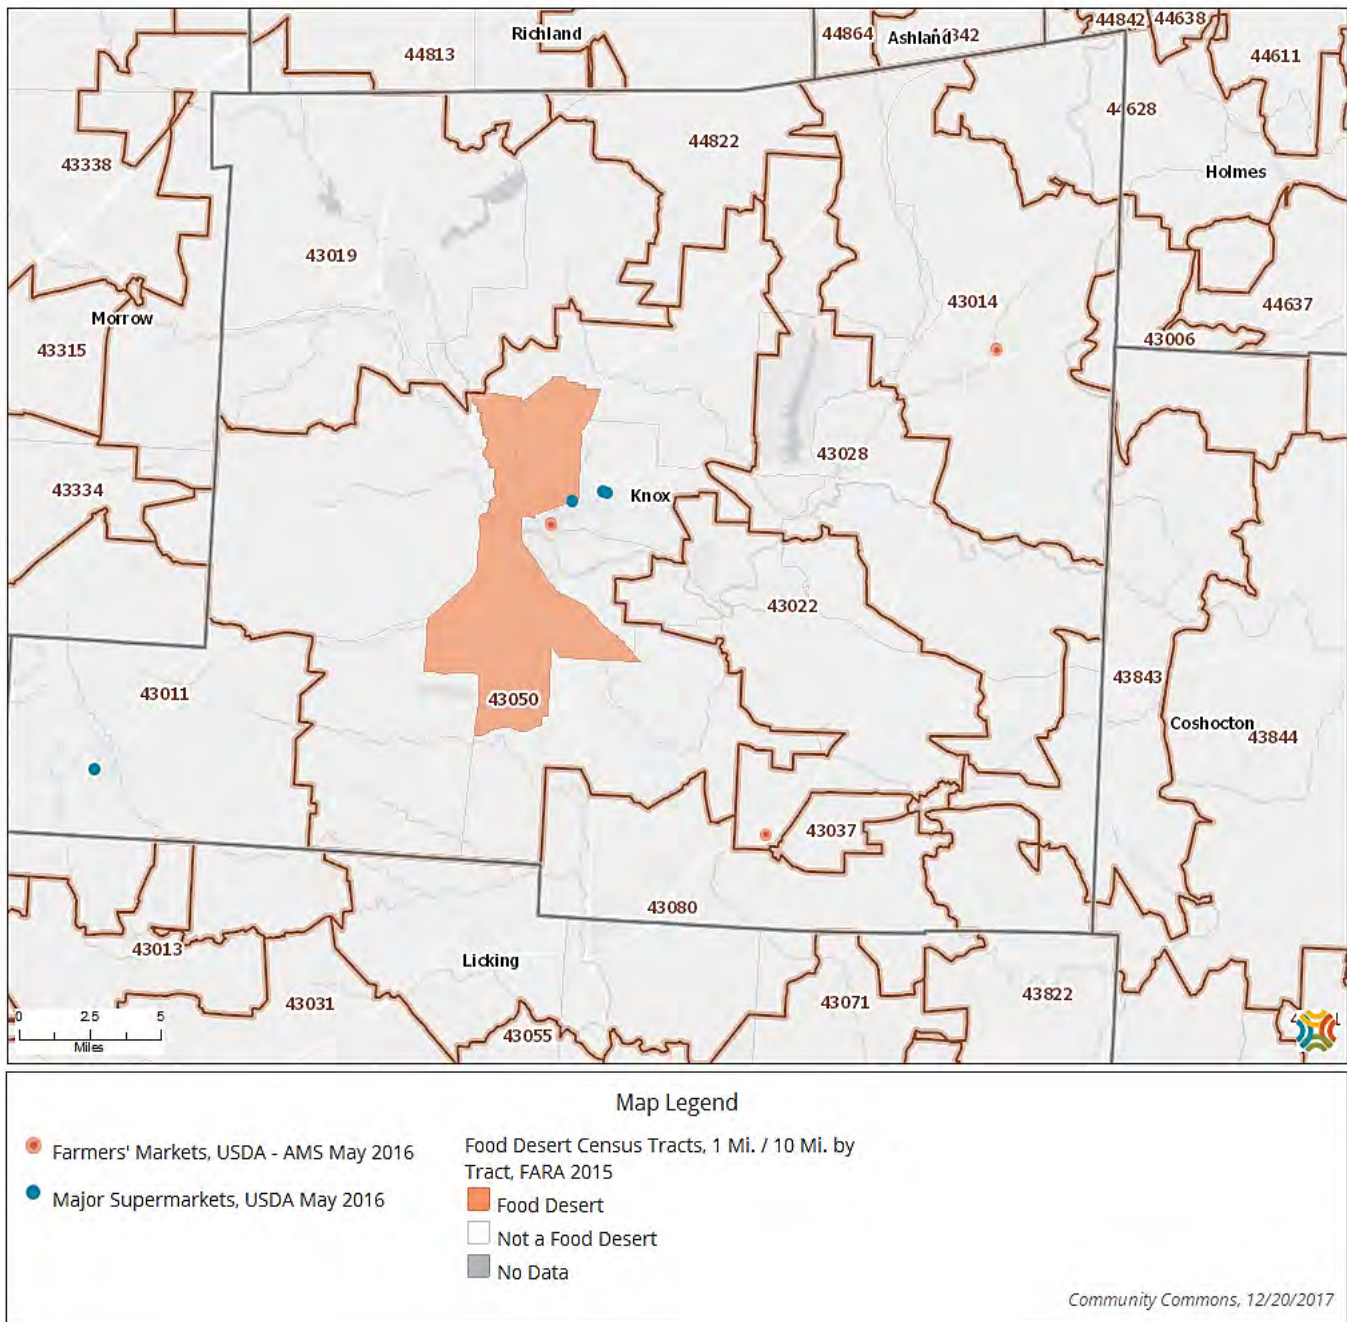 44842 44638
Richland
44864 Ashland 342
44813
44611
44628
44822
43338
Holmes
43019
43014
44637
Morrow
43006
43315
43028
43334
Knox
43022
43843
43011
43050
Coshocton
43844
43037
43080
43013
Licking
43822
43031
43071
0 2.5 5
43055
Miles
Map Legend
Farmers' Markets, USDA - AMS May 2016
Major Supermarkets, USDA May 2016
Food Desert Census Tracts, 1 Mi. / 10 Mi. by
Tract, FARA 2015
Food Desert
Not a Food Desert
No Data
Community Commons, 12/20/2017